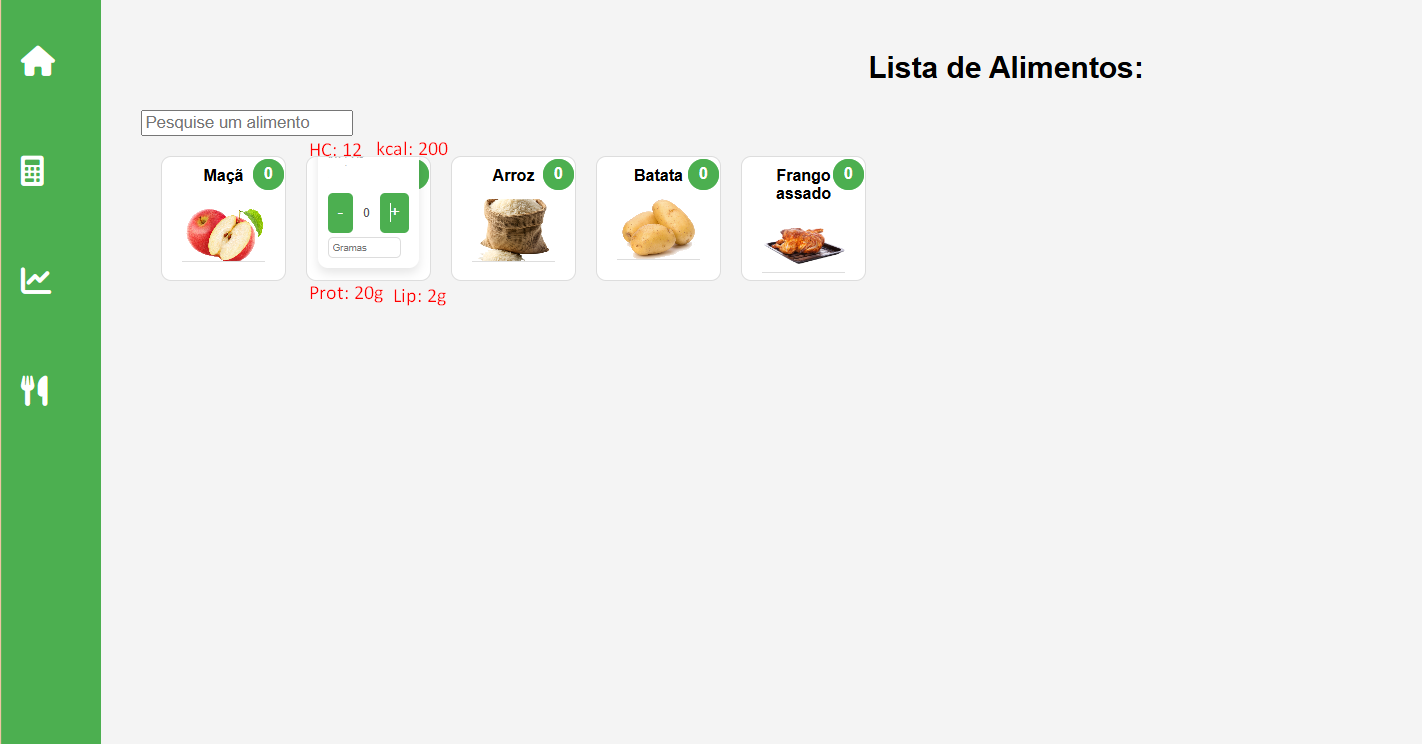 Lista de Alimentos:
Pesquise um alimento
HC: 12 kcal: 200
Maçã 0
- 0 +
Gramas
Prot: 20g Lip: 2g
Arroz 0
Batata 0
Frango 0
assado